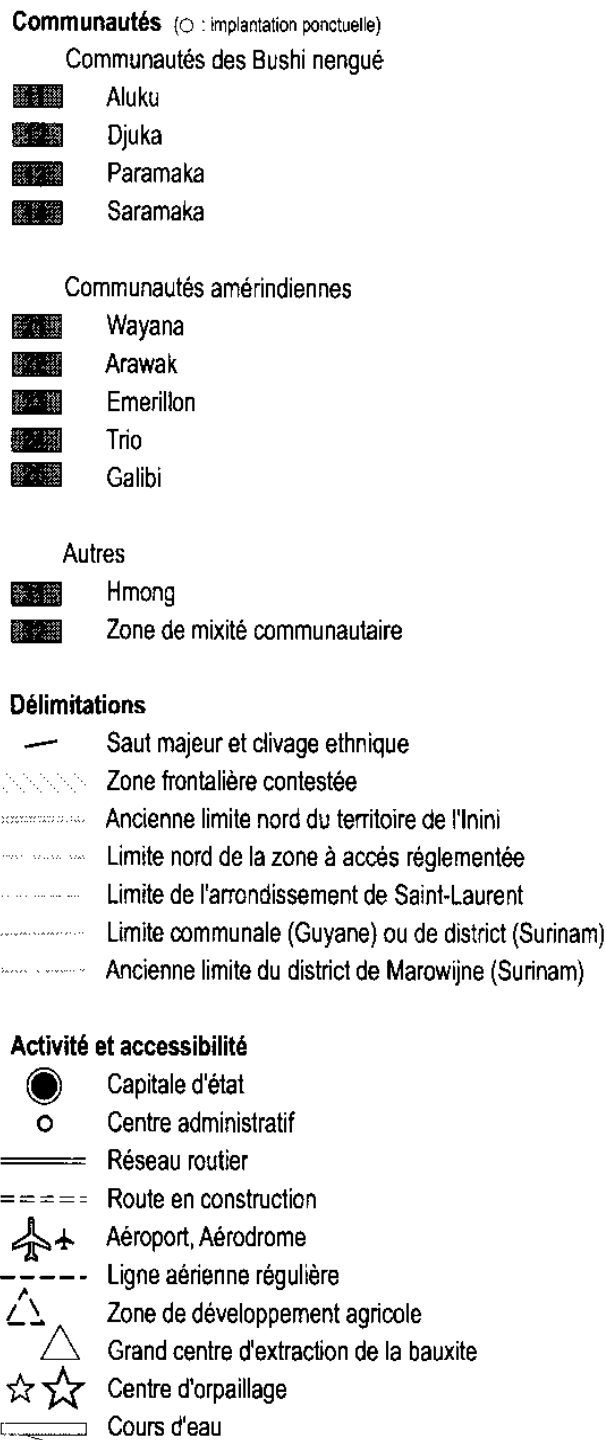 Communautés (○ : implantation ponctuelle)
Communautés des Bushi nengué
Aluku
Djuka
Paramaka
Saramaka
Communautés amérindiennes
Wayana
Arawak
Emerillon
Trio
Galibi
Autres
Hmong
Zone de mixité communautaire
Délimitations
Saut majeur et clivage ethnique
Zone frontalière contestée
Ancienne limite nord du territoire de l'Inini
Limite nord de la zone à accés réglementée
Limite de l'arrondissement de Saint-Laurent
Limite communale (Guyane) ou de district (Surinam)
Ancienne limite du district de Marowijne (Surinam)
Activité et accessibilité
Capitale d'état
Centre administratif
Réseau routier
Route en construction
Aéroport, Aérodrome
Ligne aérienne régulière
Zone de développement agricole
Grand centre d'extraction de la bauxite
Centre d'orpaillage
Cours d'eau